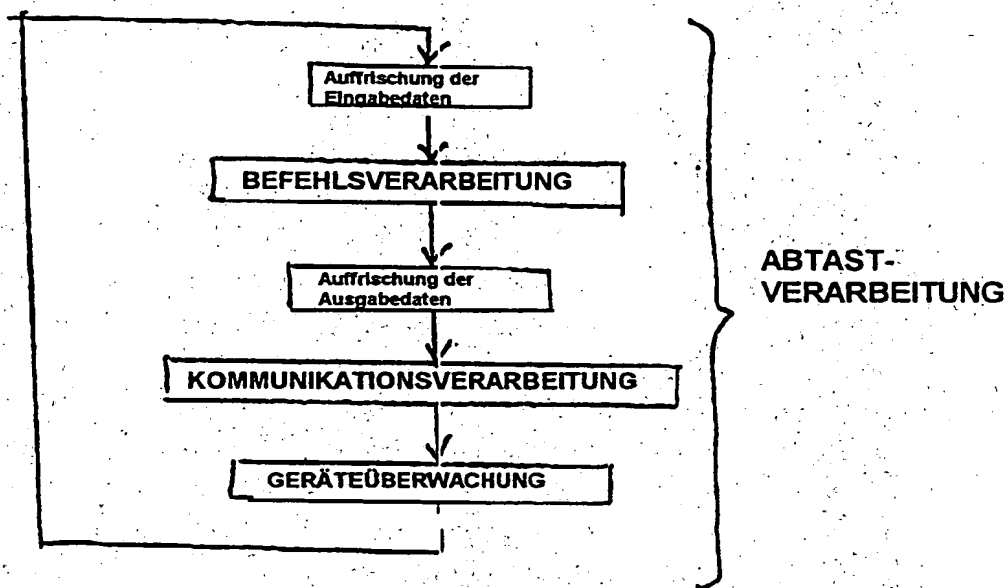 Auffrischung der
Eingabedaten
BEFEHLSVERARBEITUNG
Auffrischung der
Ausgabedaten
KOMMUNIKATIONSVERARBEITUNG
GERÄTEÜBERWACHUNG
ABTAST-
VERARBEITUNG